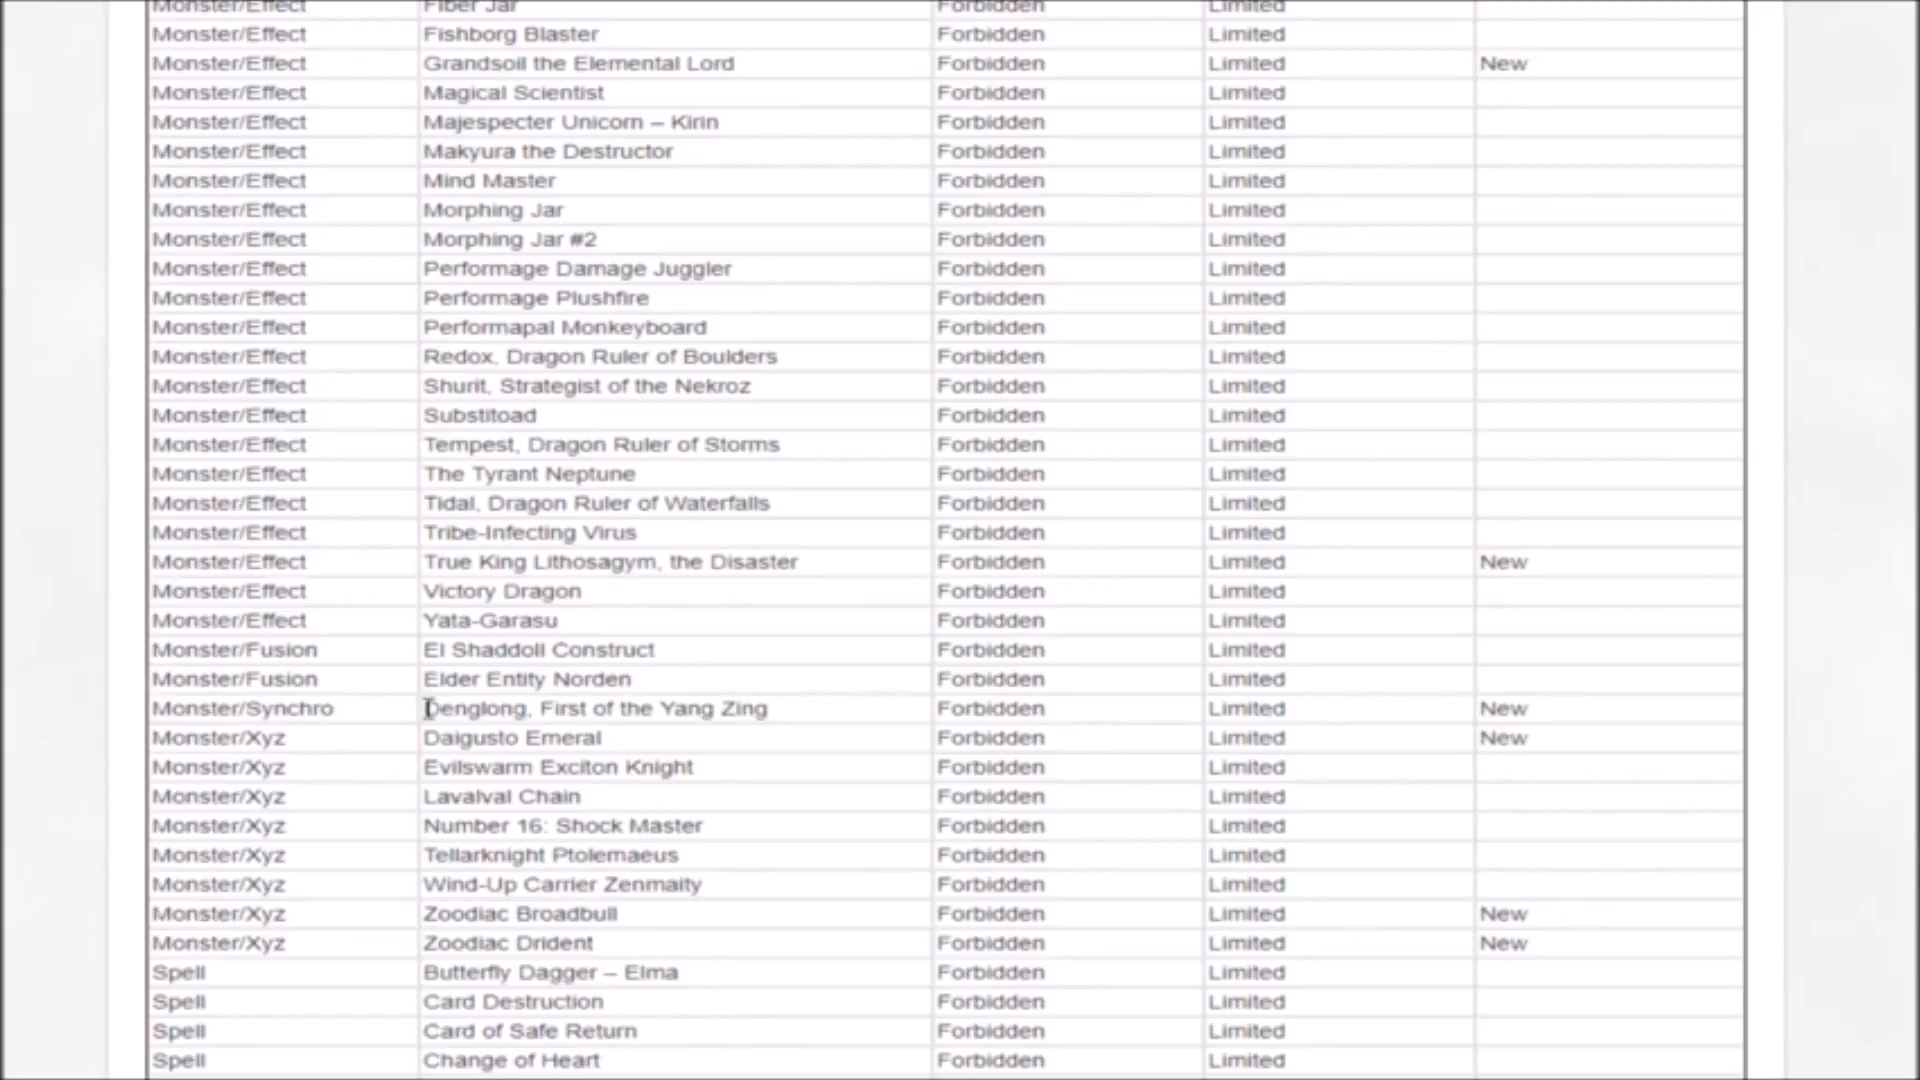 Monster/Effect Fiber Jar Forbidden Limited
Monster/Effect Fishborg Blaster Forbidden Limited
Monster/Effect Grandsoil the Elemental Lord Forbidden Limited New
Monster/Effect Magical Scientist Forbidden Limited
Monster/Effect Majespecter Unicorn – Kirin Forbidden Limited
Monster/Effect Makyura the Destructor Forbidden Limited
Monster/Effect Mind Master Forbidden Limited
Monster/Effect Morphing Jar Forbidden Limited
Monster/Effect Morphing Jar #2 Forbidden Limited
Monster/Effect Performage Damage Juggler Forbidden Limited
Monster/Effect Performage Plushfire Forbidden Limited
Monster/Effect Performapal Monkeyboard Forbidden Limited
Monster/Effect Redox, Dragon Ruler of Boulders Forbidden Limited
Monster/Effect Shurit, Strategist of the Nekroz Forbidden Limited
Monster/Effect Substitoad Forbidden Limited
Monster/Effect Tempest, Dragon Ruler of Storms Forbidden Limited
Monster/Effect The Tyrant Neptune Forbidden Limited
Monster/Effect Tidal, Dragon Ruler of Waterfalls Forbidden Limited
Monster/Effect Tribe-Infecting Virus Forbidden Limited
Monster/Effect True King Lithosagym, the Disaster Forbidden Limited New
Monster/Effect Victory Dragon Forbidden Limited
Monster/Effect Yata-Garasu Forbidden Limited
Monster/Fusion El Shaddoll Construct Forbidden Limited
Monster/Fusion Elder Entity Norden Forbidden Limited
Monster/Synchro Denglong, First of the Yang Zing Forbidden Limited New
Monster/Xyz Daigusto Emeral Forbidden Limited New
Monster/Xyz Evilswarm Exciton Knight Forbidden Limited
Monster/Xyz Lavalval Chain Forbidden Limited
Monster/Xyz Number 16: Shock Master Forbidden Limited
Monster/Xyz Tellarknight Ptolemaeus Forbidden Limited
Monster/Xyz Wind-Up Carrier Zenmaity Forbidden Limited
Monster/Xyz Zoodiac Broadbull Forbidden Limited New
Monster/Xyz Zoodiac Drident Forbidden Limited New
Spell Butterfly Dagger – Elma Forbidden Limited
Spell Card Destruction Forbidden Limited
Spell Card of Safe Return Forbidden Limited
Spell Change of Heart Forbidden Limited